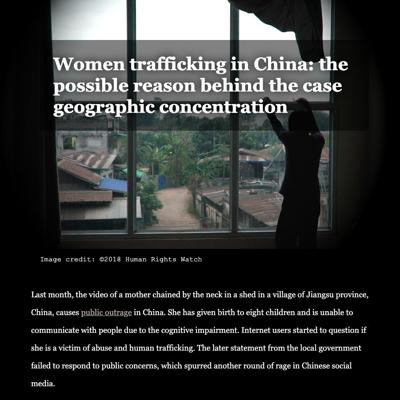 Women trafficking in China: the
possible reason behind the case
geographic concentration
Image credit: ©2018 Human Rights Watch
Last month, the video of a mother chained by the neck in a shed in a village of Jiangsu province,
China, causes public outrage in China. She has given birth to eight children and is unable to
communicate with people due to the cognitive impairment. Internet users started to question if
she is a victim of abuse and human trafficking. The later statement from the local government
failed to respond to public concerns, which spurred another round of rage in Chinese social
media.